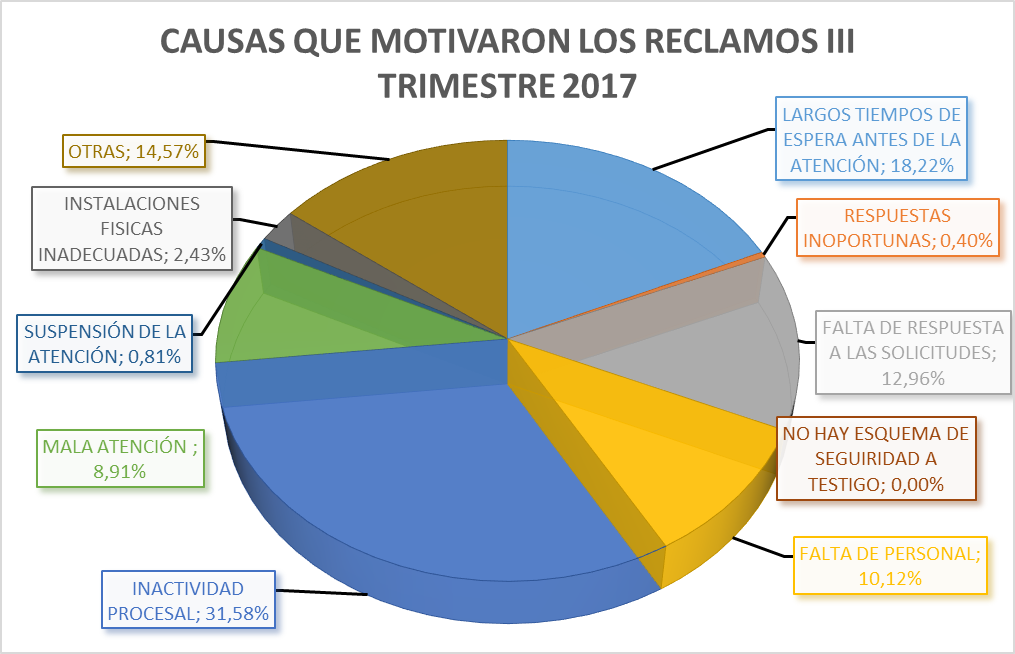 CAUSAS QUE MOTIVARON LOS RECLAMOS III
TRIMESTRE 2017
LARGOS TIEMPOS DE
ESPERA ANTES DE LA
ATENCIÓN; 18,22%
RESPUESTAS
INOPORTUNAS; 0,40%
FALTA DE RESPUESTA
A LAS SOLICITUDES;
12,96%
NO HAY ESQUEMA DE
SEGUIRIDAD A
TESTIGO; 0,00%
FALTA DE PERSONAL;
10,12%
INACTIVIDAD
PROCESAL; 31,58%
MALA ATENCIÓN ;
8,91%
SUSPENSIÓN DE LA
ATENCIÓN; 0,81%
INSTALACIONES
FISICAS
INADECUADAS; 2,43%
OTRAS; 14,57%